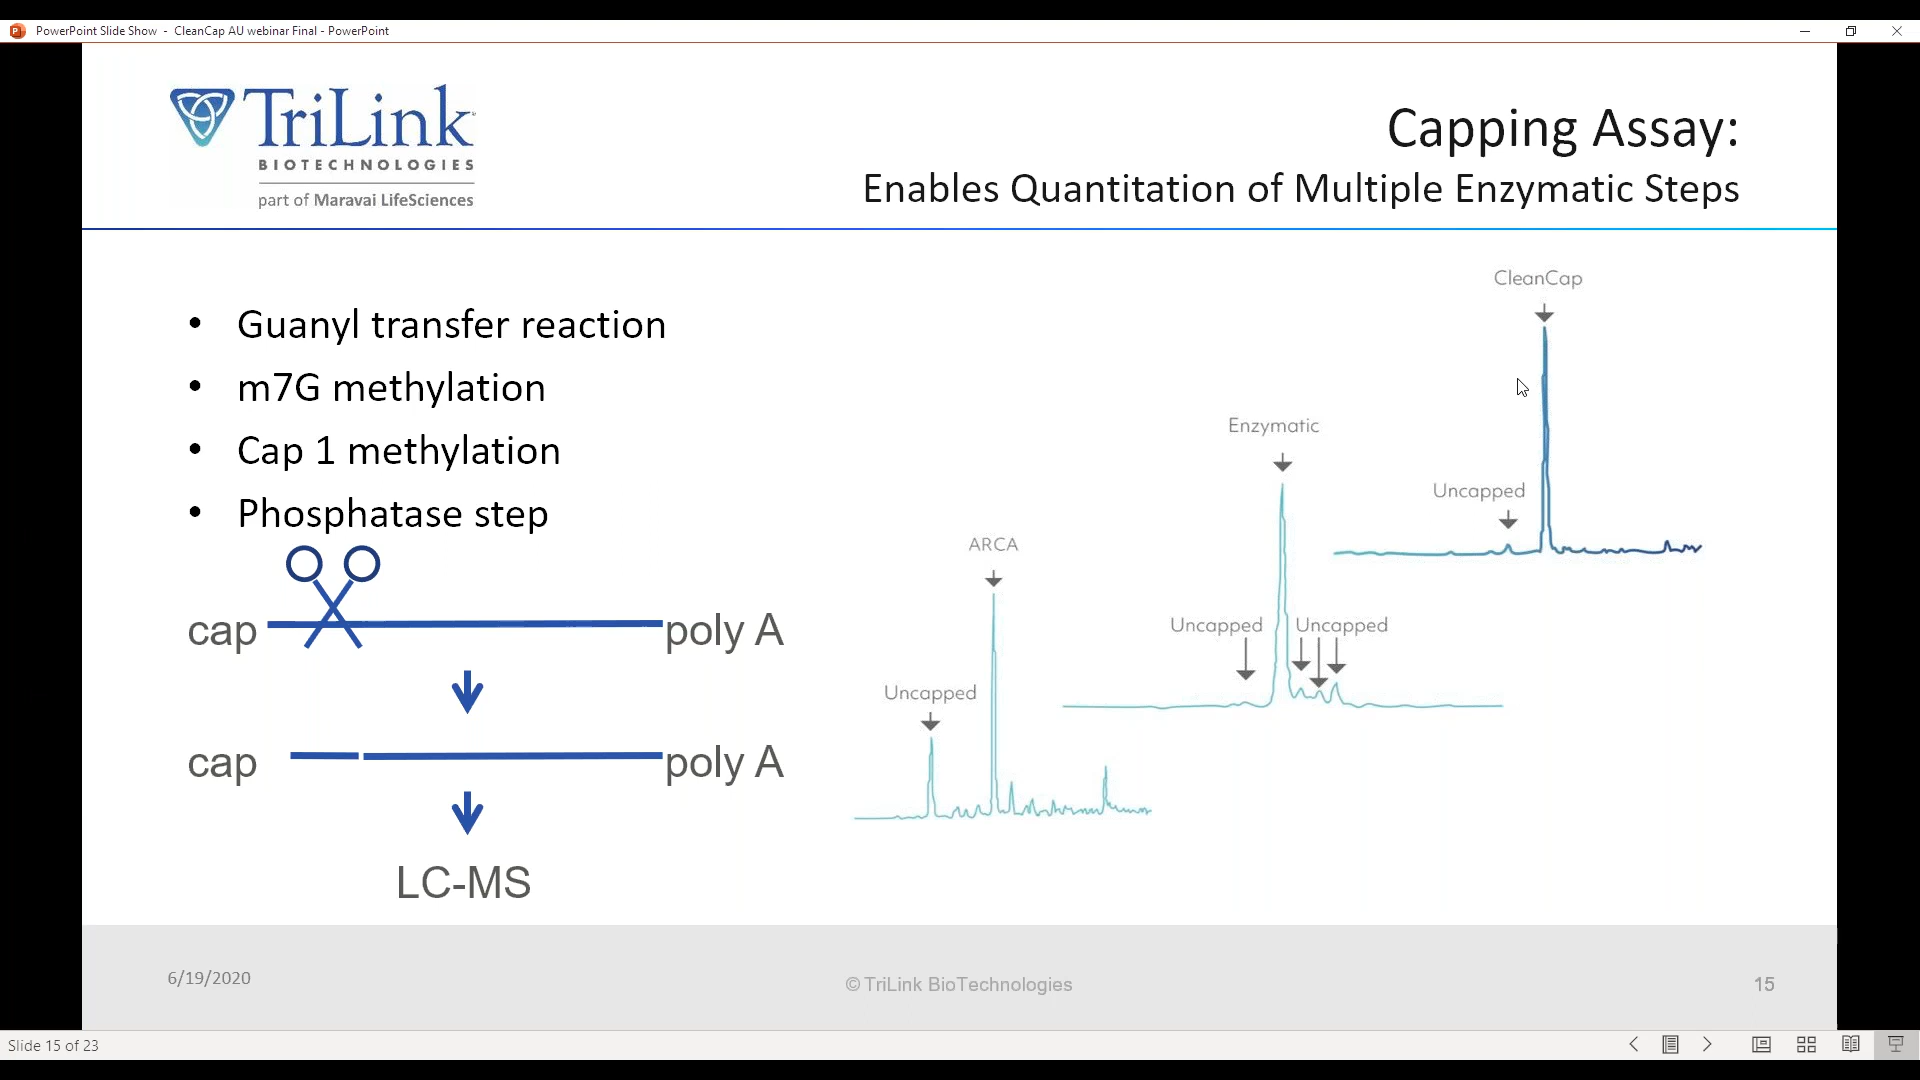 PowerPoint Slide Show - CleanCap AU webinar Final - PowerPoint
TriLink
BIOTECHNOLOGIES
part of Maravai LifeSciences
Capping Assay:
Enables Quantitation of Multiple Enzymatic Steps
• Guanyl transfer reaction
• m7G methylation
• Cap 1 methylation
• Phosphatase step
cap poly A
cap poly A
LC-MS
CleanCap
Uncapped
Enzymatic
Uncapped Uncapped
ARCA
Uncapped
6/19/2020
© TriLink BioTechnologies
15
Slide 15 of 23